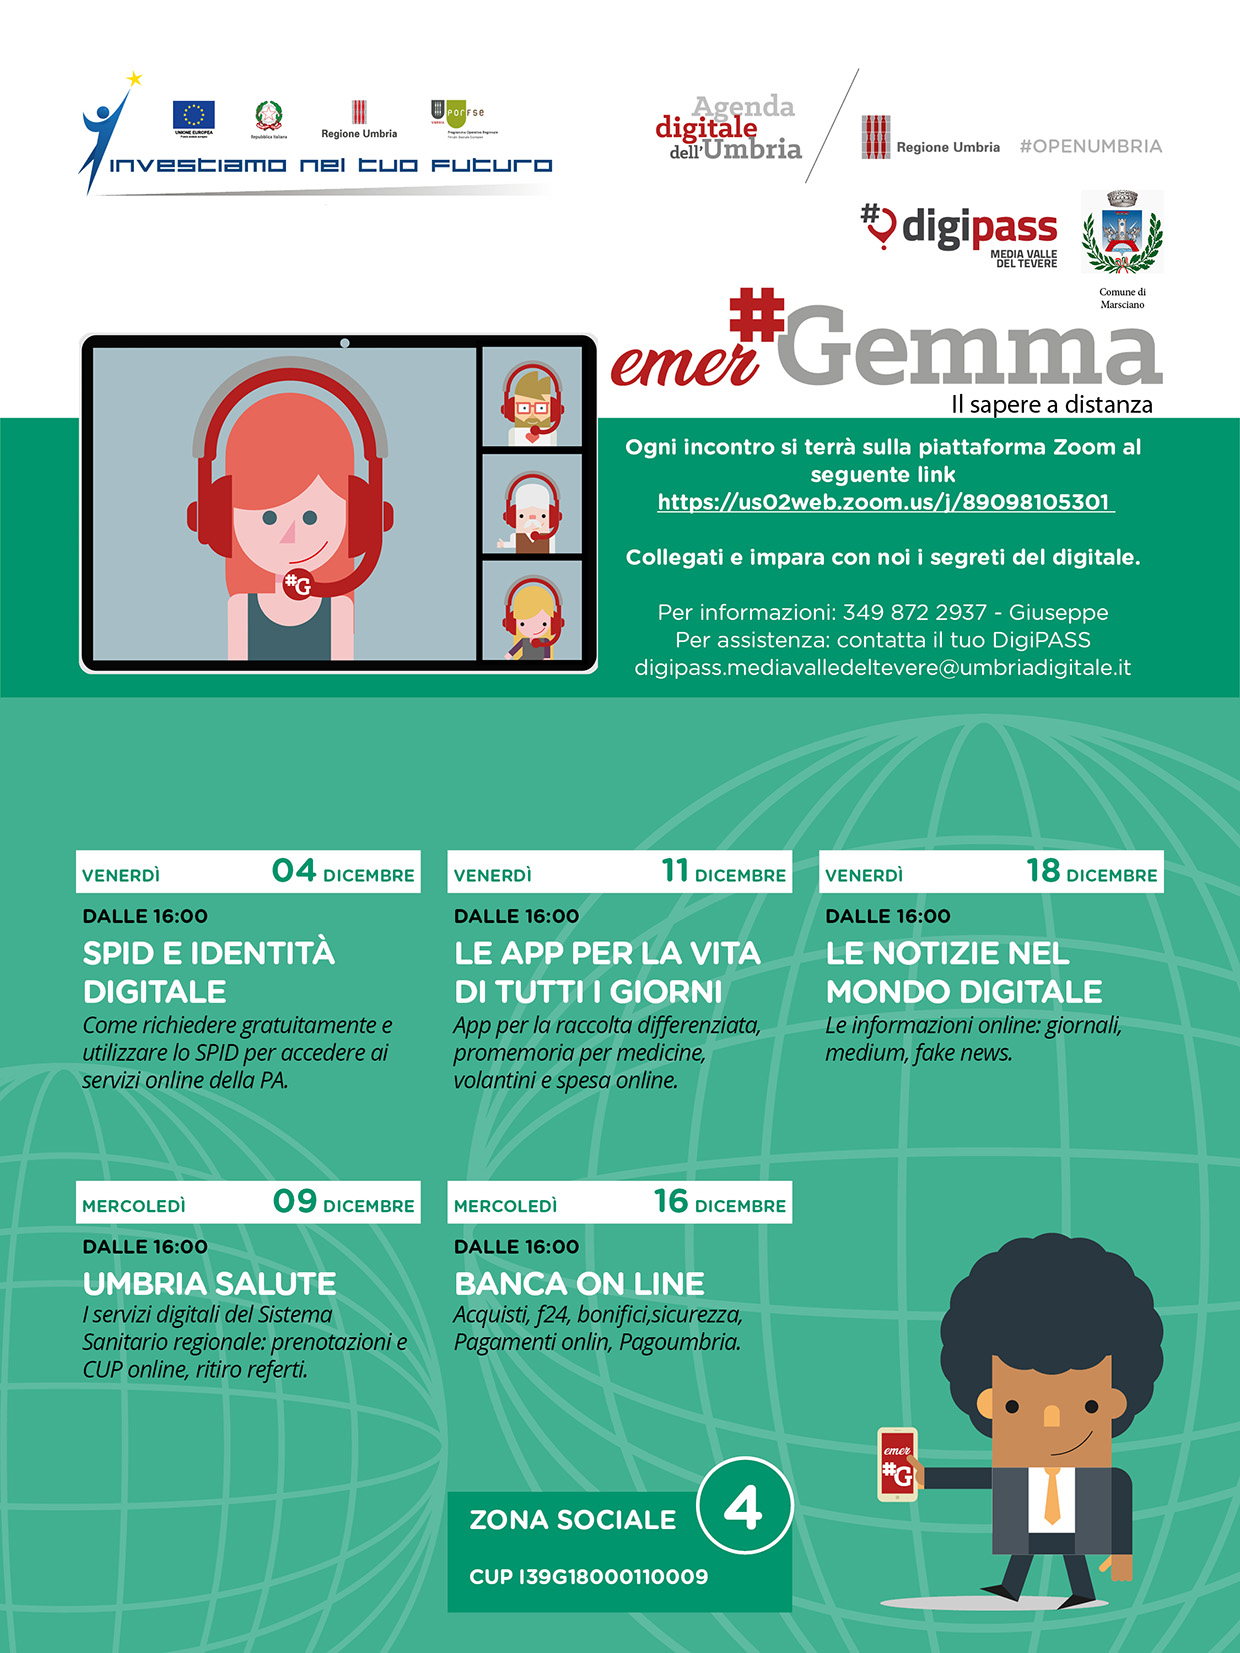 UNIONE EUROPEA
Repubblica Italiana
Regione Umbria
UMBRIA
POR FSE
Programma Operativo Regionale
Fondo Sociale Europeo
investiamo nel tuo futuro
Agenda
digitale
dell'Umbria
Regione Umbria
#OPENUMBRIA
# digipass
MEDIA VALLE
DEL TEVERE
Comune di
Marsciano
emer#Gemma
Il sapere a distanza
Ogni incontro si terrà sulla piattaforma Zoom al
seguente link
https://us02web.zoom.us/j/89098105301
Collegati e impara con noi i segreti del digitale.
Per informazioni: 349 872 2937 - Giuseppe
Per assistenza: contatta il tuo DigiPASS
digipass.mediavalledeltevere@umbriadigitale.it
#G
VENERDÌ 04 DICEMBRE
DALLE 16:00
SPID E IDENTITÀ
DIGITALE
Come richiedere gratuitamente e
utilizzare lo SPID per accedere ai
servizi online della PA.
VENERDÌ 11 DICEMBRE
DALLE 16:00
LE APP PER LA VITA
DI TUTTI I GIORNI
App per la raccolta differenziata,
promemoria per medicine,
volantini e spesa online.
VENERDÌ 18 DICEMBRE
DALLE 16:00
LE NOTIZIE NEL
MONDO DIGITALE
Le informazioni online: giornali,
medium, fake news.
MERCOLEDÌ 09 DICEMBRE
DALLE 16:00
UMBRIA SALUTE
I servizi digitali del Sistema
Sanitario regionale: prenotazioni e
CUP online, ritiro referti.
MERCOLEDÌ 16 DICEMBRE
DALLE 16:00
BANCA ON LINE
Acquisti, f24, bonifici,sicurezza,
Pagamenti onlin, Pagoumbria.
emer
#G
ZONA SOCIALE 4
CUP I39G18000110009